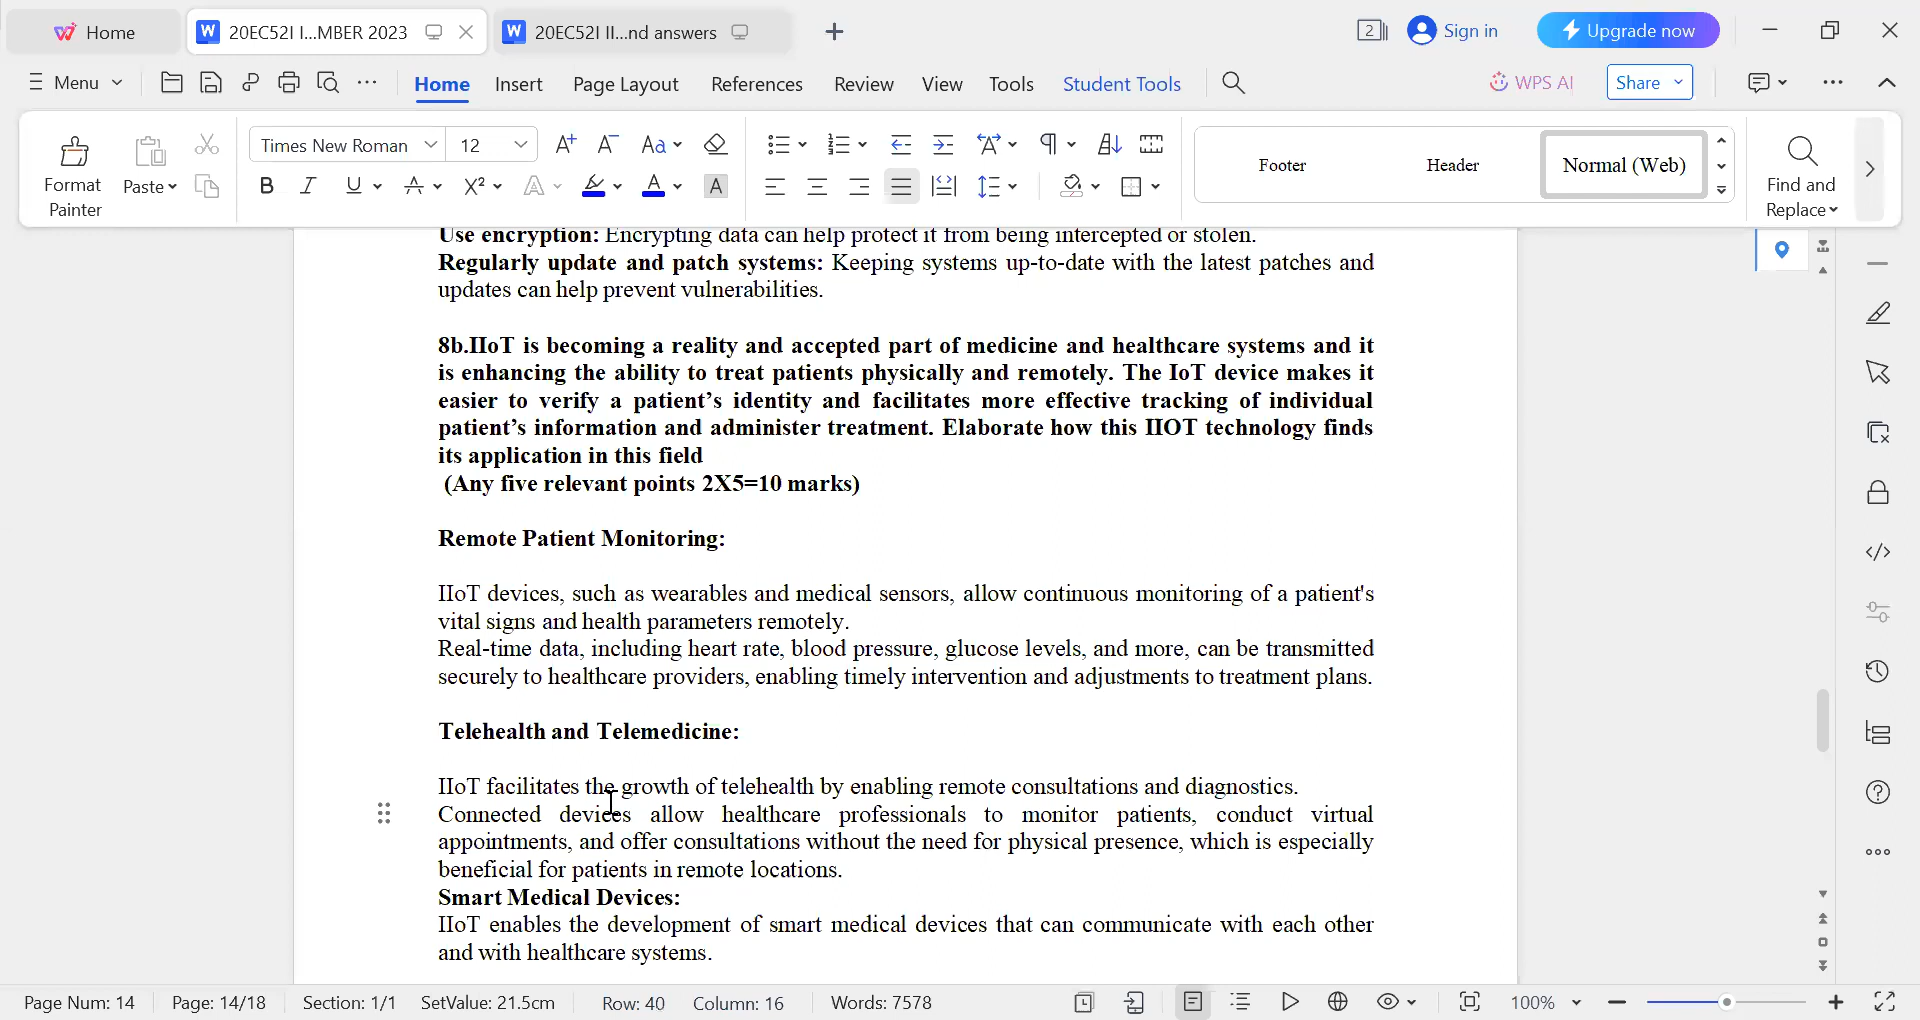 Home
20EC52I I...MBER 2023
20EC52I II...nd answers
Sign in
Upgrade now
Menu
Home
Insert
Page Layout
References
Review
View
Tools
Student Tools
WPS AI
Share
Format
Painter
Paste
Times New Roman
12
Footer
Header
Normal (Web)
Find and
Replace
Use encryption: Encrypting data can help protect it from being intercepted or stolen.
Regularly update and patch systems: Keeping systems up-to-date with the latest patches and
updates can help prevent vulnerabilities.
8b.IIoT is becoming a reality and accepted part of medicine and healthcare systems and it
is enhancing the ability to treat patients physically and remotely. The IoT device makes it
easier to verify a patient’s identity and facilitates more effective tracking of individual
patient’s information and administer treatment. Elaborate how this IIOT technology finds
its application in this field
(Any five relevant points 2X5=10 marks)
Remote Patient Monitoring:
IIoT devices, such as wearables and medical sensors, allow continuous monitoring of a patient's
vital signs and health parameters remotely.
Real-time data, including heart rate, blood pressure, glucose levels, and more, can be transmitted
securely to healthcare providers, enabling timely intervention and adjustments to treatment plans.
Telehealth and Telemedicine:
IIoT facilitates the growth of telehealth by enabling remote consultations and diagnostics.
Connected devices allow healthcare professionals to monitor patients, conduct virtual
appointments, and offer consultations without the need for physical presence, which is especially
beneficial for patients in remote locations.
Smart Medical Devices:
IIoT enables the development of smart medical devices that can communicate with each other
and with healthcare systems.
Page Num: 14
Page: 14/18
Section: 1/1
SetValue: 21.5cm
Row: 40
Column: 16
Words: 7578
100%